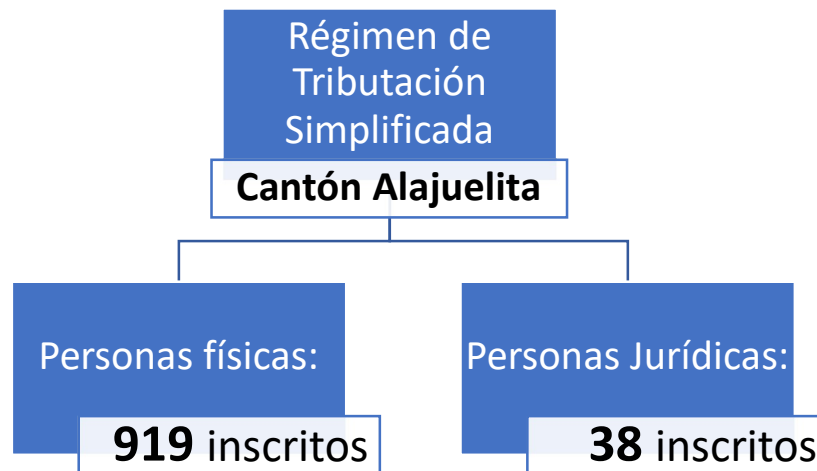 Régimen de
Tributación
Simplificada
Cantón Alajuelita
Personas físicas:
919 inscritos
Personas Jurídicas:
38 inscritos